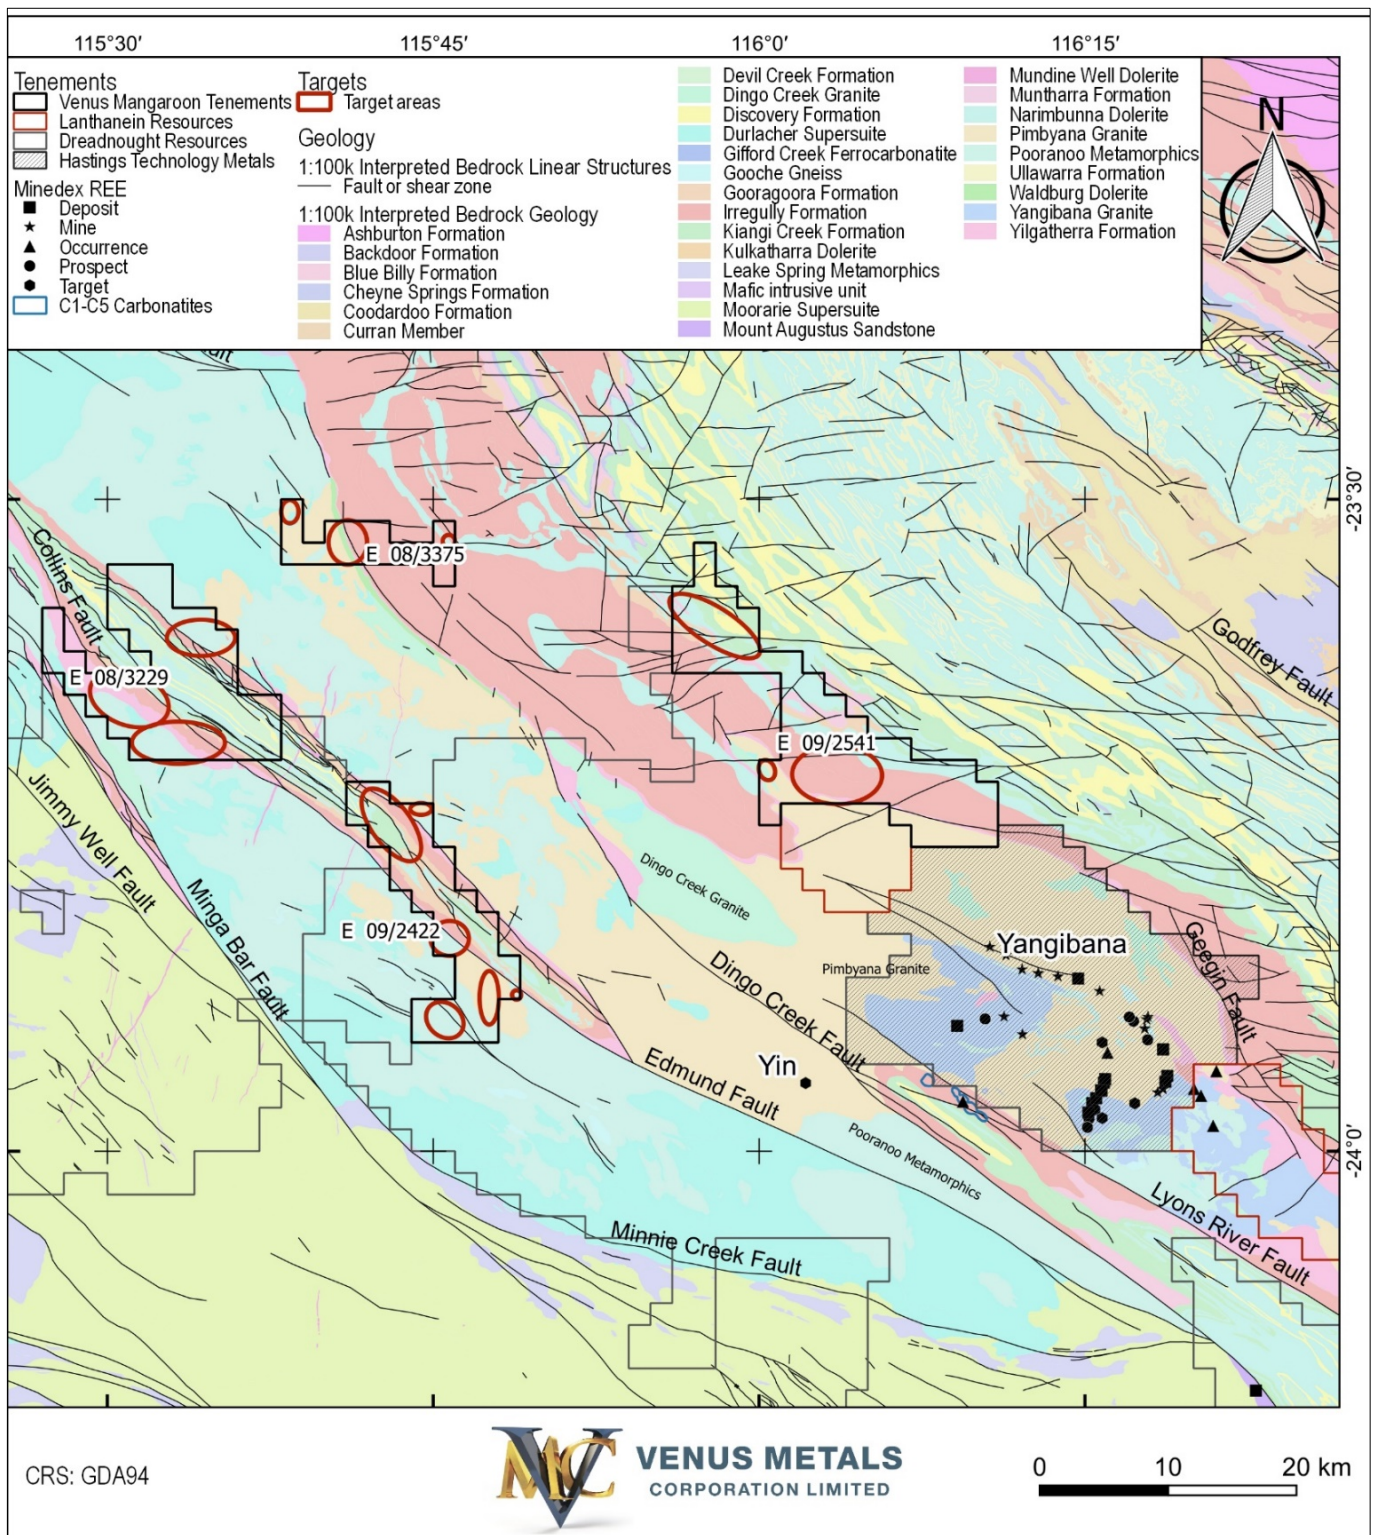 115°30′ 115°45′ 116°0′ 116°15′
Tenements
Venus Mangaroon Tenements
Lanthanein Resources
Dreadnought Resources
Hastings Technology Metals
Minedex REE
Deposit
Mine
Occurrence
Prospect
Target
C1-C5 Carbonatites
Targets
Target areas
Geology
1:100k Interpreted Bedrock Linear Structures
Fault or shear zone
1:100k Interpreted Bedrock Geology
Ashburton Formation
Backdoor Formation
Blue Billy Formation
Cheyne Springs Formation
Coodardoo Formation
Curran Member
Devil Creek Formation
Dingo Creek Granite
Discovery Formation
Durlacher Supersuite
Gifford Creek Ferrocarbonatite
Gooche Gneiss
Gooragoora Formation
Irregully Formation
Kiangi Creek Formation
Kulkatharra Dolerite
Leake Spring Metamorphics
Mafic intrusive unit
Moorarie Supersuite
Mount Augustus Sandstone
Mundine Well Dolerite
Muntharra Formation
Narimbunna Dolerite
Pimbyana Granite
Pooranoo Metamorphics
Ullawarra Formation
Waldburg Dolerite
Yangibana Granite
Yilgatherra Formation
N
-23°30′
E 08/3375
Collins Fault
Godfrey Fault
E 08/3229
E 09/2541
Jimmy Well Fault
Dingo Creek Granite
Minga Bar Fault
E 09/2422
Yangibana
Geegin Fault
Pimbyana Granite
Dingo Creek Fault
Yin
Edmund Fault
Pooranoo Metamorphics
-24°0′
Lyons River Fault
Minnie Creek Fault
CRS: GDA94
VMC
VENUS METALS
CORPORATION LIMITED
0 10 20 km